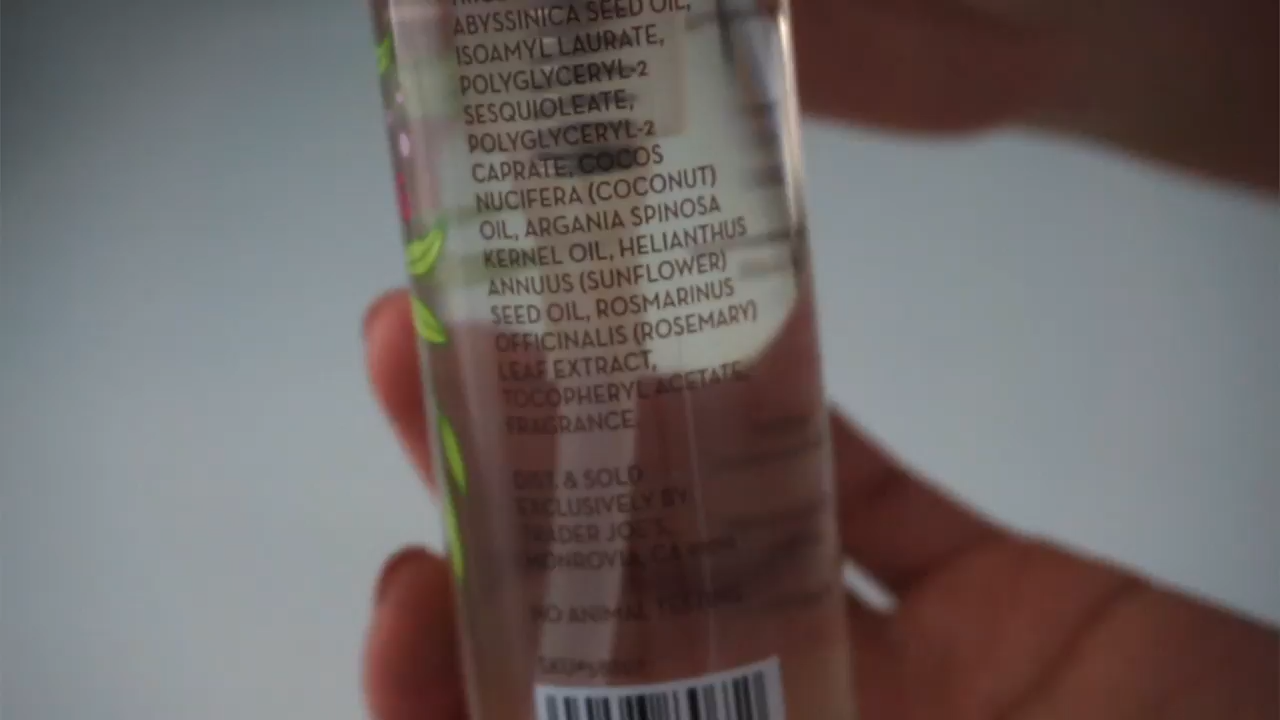 ABYSSINICA SEED OIL,
ISOAMYL LAURATE,
POLYGLYCERYL-2
SESQUIOLEATE,
POLYGLYCERYL-2
CAPRATE, COCOS
NUCIFERA (COCONUT)
OIL, ARGANIA SPINOSA
KERNEL OIL, HELIANTHUS
ANNUUS (SUNFLOWER)
SEED OIL, ROSMARINUS
OFFICINALIS (ROSEMARY)
LEAF EXTRACT,
TOCOPHERYL ACETATE,
FRAGRANCE.
DIST. & SOLD
EXCLUSIVELY BY
TRADER JOE'S,
MONROVIA, CA
NO ANIMAL TESTING